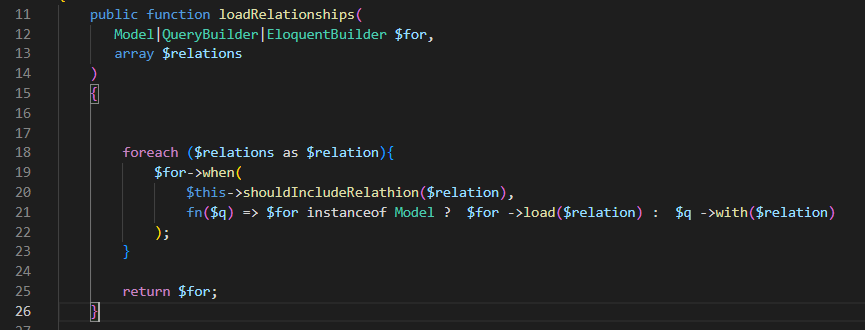 11 public function loadRelationships(
12 Model|QueryBuilder|EloquentBuilder $for,
13 array $relations
14 )
15 {
16
17
18 foreach ($relations as $relation){
19 $for->when(
20 $this->shouldIncludeRelathion($relation),
21 fn($q) => $for instanceof Model ?  $for ->load($relation) :  $q ->with($relation)
22 );
23 }
24
25 return $for;
26 }